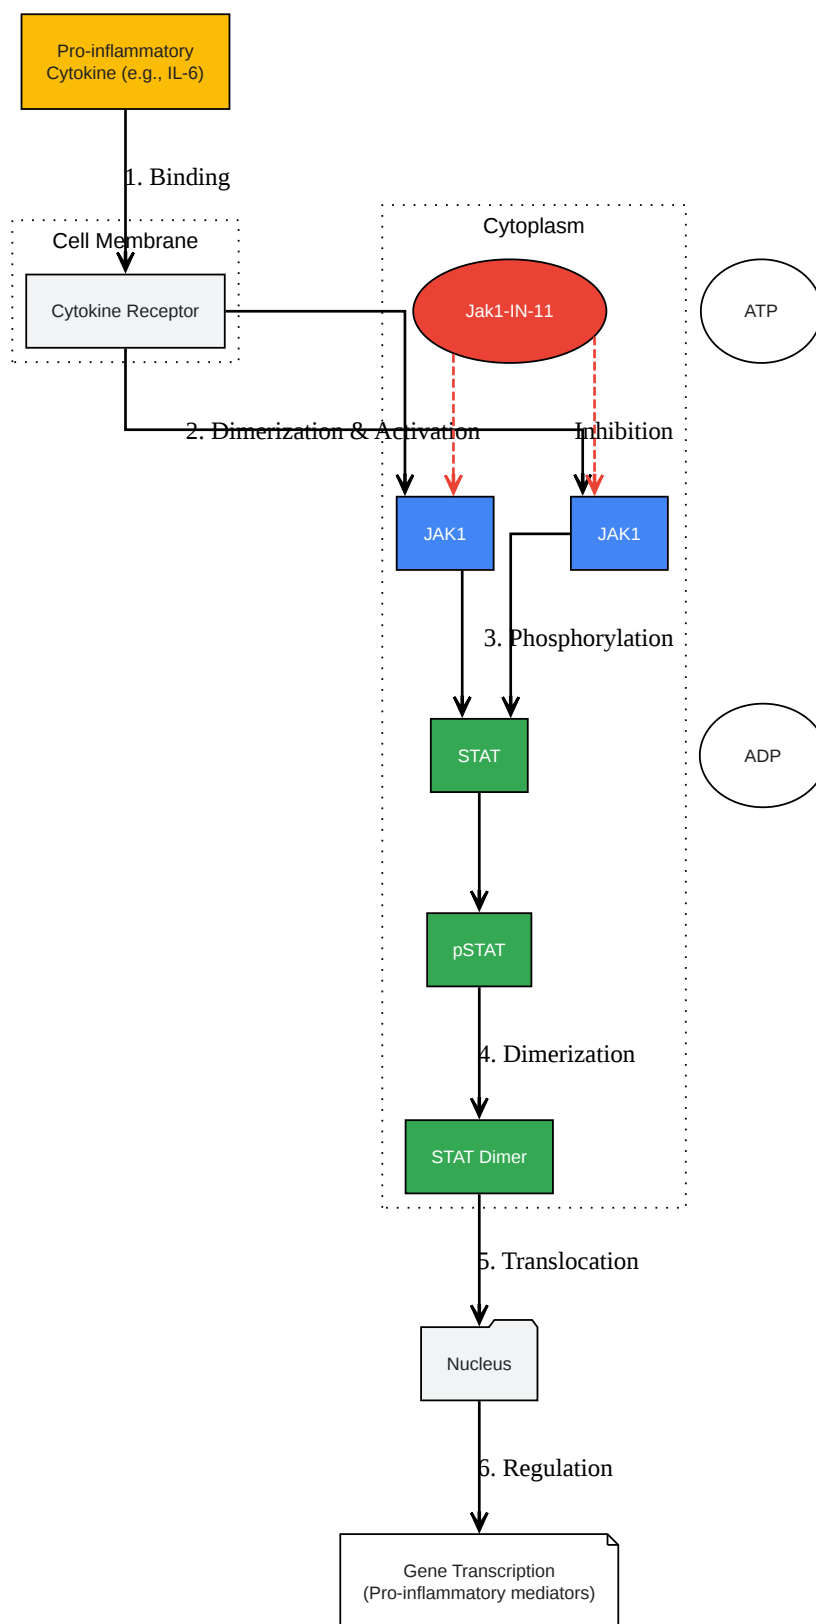 Pro-inflammatory
Cytokine (e.g., IL-6)
1. Binding
Cell Membrane
Cytoplasm
Cytokine Receptor
Jak1-IN-11
ATP
2. Dimerization & Activation
Inhibition
JAK1
JAK1
3. Phosphorylation
STAT
ADP
pSTAT
4. Dimerization
STAT Dimer
5. Translocation
Nucleus
6. Regulation
Gene Transcription
(Pro-inflammatory mediators)